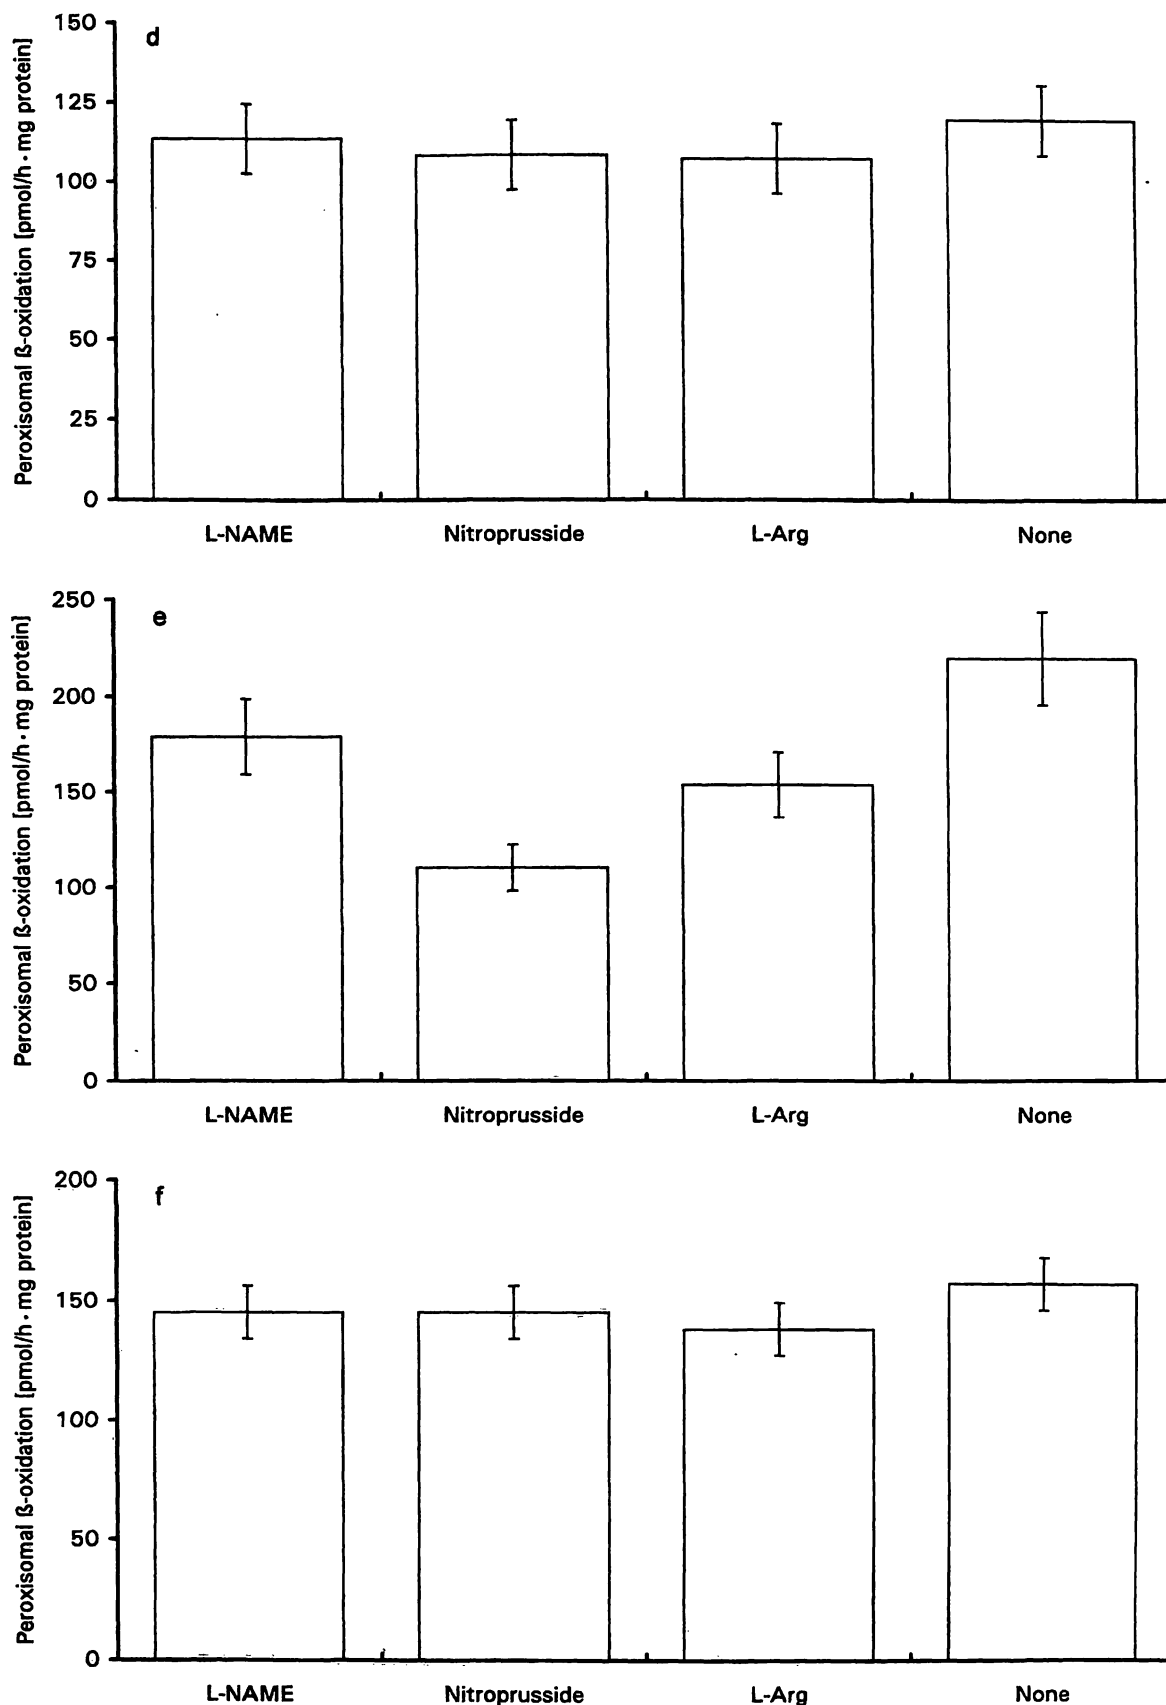 d
Peroxisomal ß-oxidation [pmol/h·mg protein]
150
125
100
75
50
25
0
L-NAME Nitroprusside L-Arg None
e
Peroxisomal ß-oxidation [pmol/h·mg protein]
250
200
150
100
50
0
L-NAME Nitroprusside L-Arg None
f
Peroxisomal ß-oxidation [pmol/h·mg protein]
200
150
100
50
0
L-NAME Nitroprusside L-Arg None